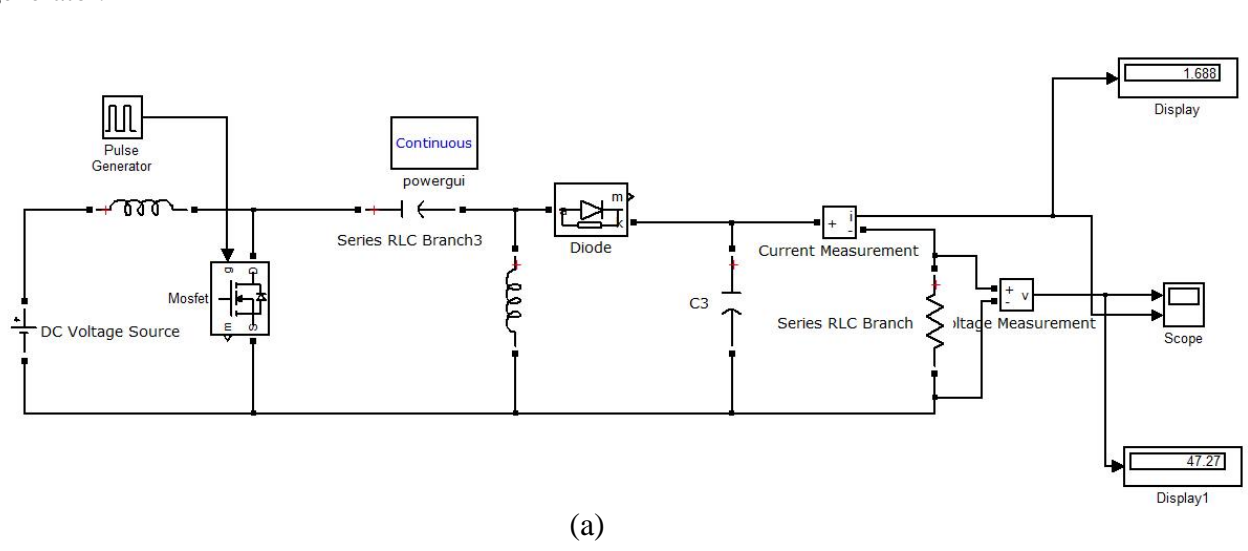 1.688
Display
Pulse
Generator
Continuous
powergui
m
a
k
Diode
Series RLC Branch3
+
i
-
Current Measurement
g
D
Mosfet
m
S
DC Voltage Source
C3
Series RLC Branch
+
-
v
oltage Measurement
Scope
47.27
Display1
(a)